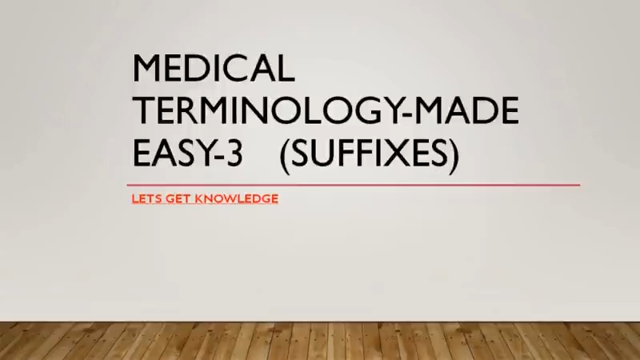 MEDICAL
TERMINOLOGY-MADE
EASY-3 (SUFFIXES)
LETS GET KNOWLEDGE